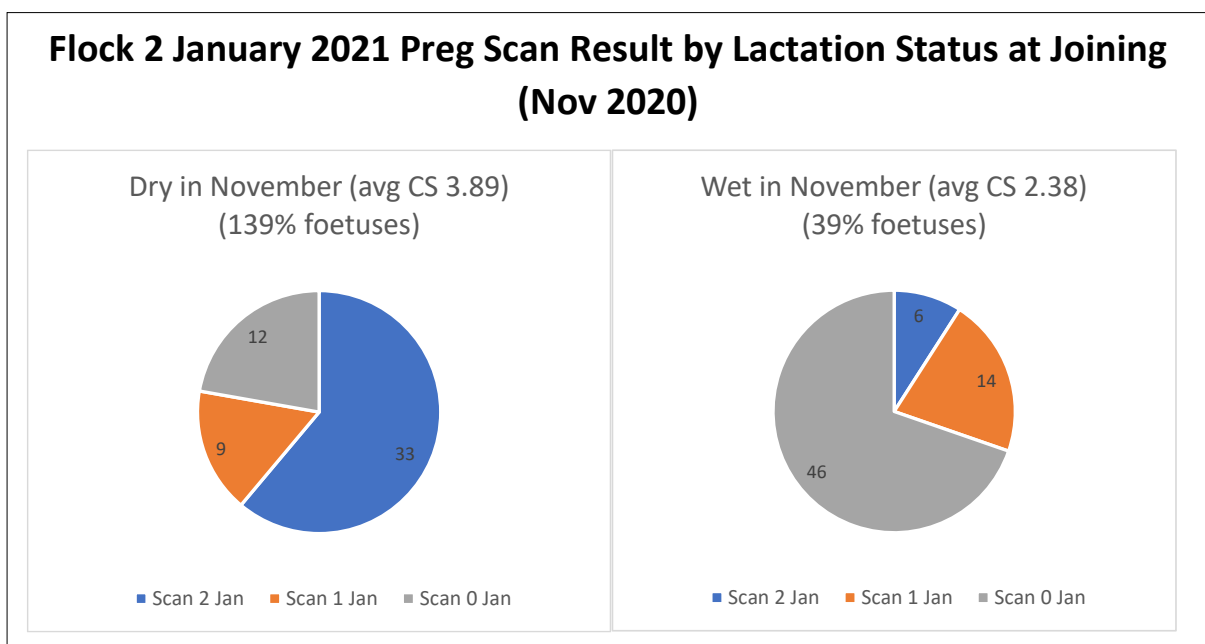 Flock 2 January 2021 Preg Scan Result by Lactation Status at Joining
(Nov 2020)
Dry in November (avg CS 3.89)
(139% foetuses)
12
9
33
Scan 2 Jan Scan 1 Jan Scan 0 Jan
Wet in November (avg CS 2.38)
(39% foetuses)
6
14
46
Scan 2 Jan Scan 1 Jan Scan 0 Jan